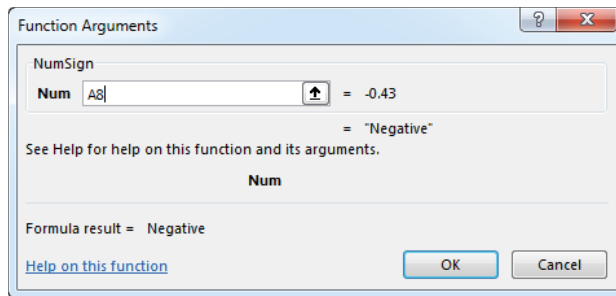 Function Arguments ?
NumSign
Num A8 = -0.43
= "Negative"
See Help for help on this function and its arguments.
Num
Formula result = Negative
Help on this function OK Cancel